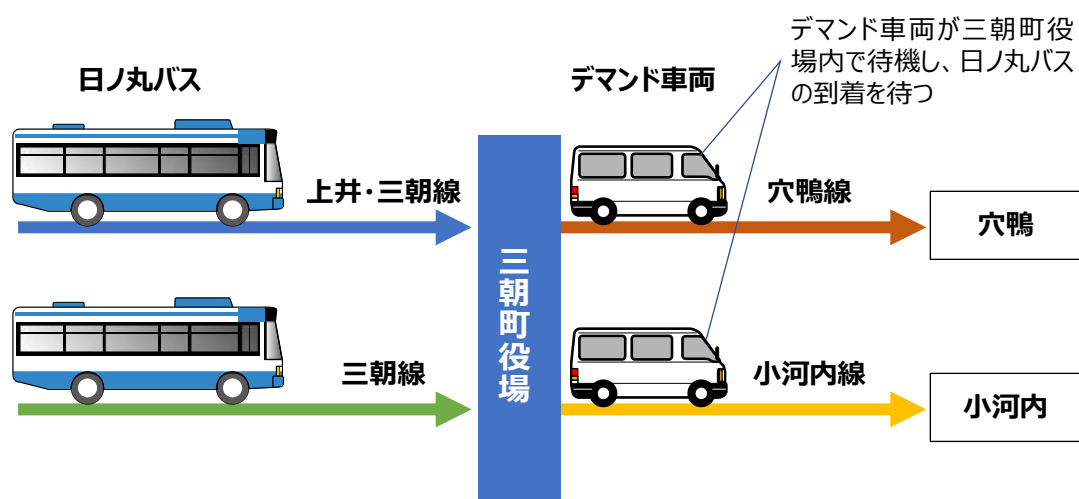 デマンド車両が三朝町役
場内で待機し、日ノ丸バス
の到着を待つ
日ノ丸バス
デマンド車両
上井・三朝線
穴鴨線
穴鴨
三朝町役場
三朝線
小河内線
小河内